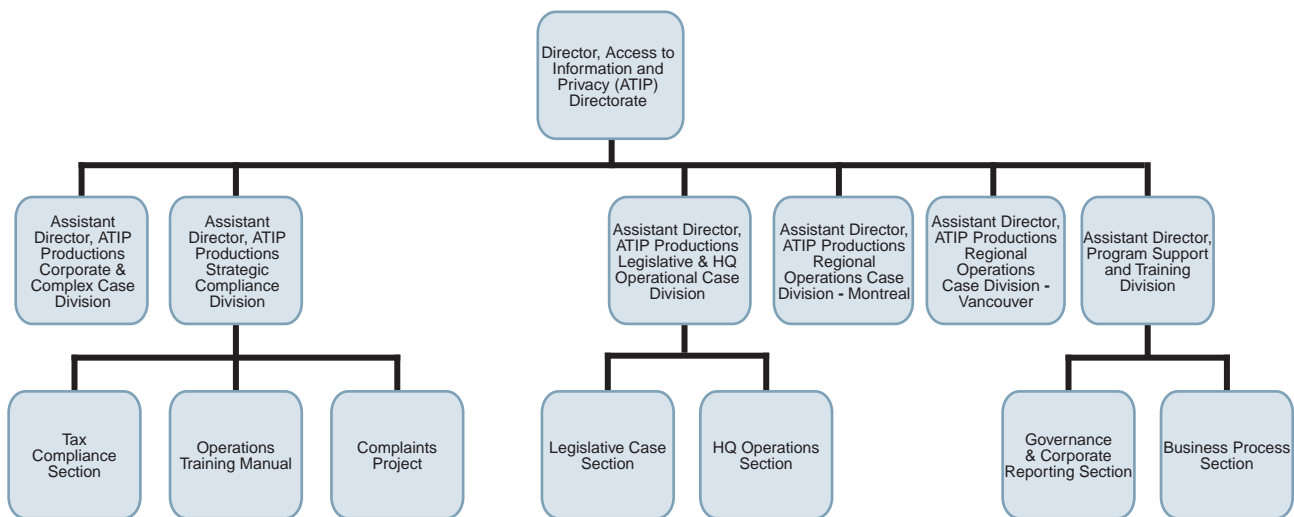 Director, Access to
Information and
Privacy (ATIP)
Directorate
Assistant
Director, ATIP
Productions
Corporate &
Complex Case
Division
Assistant
Director, ATIP
Productions
Strategic
Compliance
Division
Assistant Director,
ATIP Productions
Legislative & HQ
Operational Case
Division
Assistant Director,
ATIP Productions
Regional
Operations Case
Division - Montreal
Assistant Director,
ATIP Productions
Regional
Operations
Case Division -
Vancouver
Assistant Director,
Program Support
and Training
Division
Tax
Compliance
Section
Operations
Training Manual
Complaints
Project
Legislative Case
Section
HQ Operations
Section
Governance
& Corporate
Reporting Section
Business Process
Section